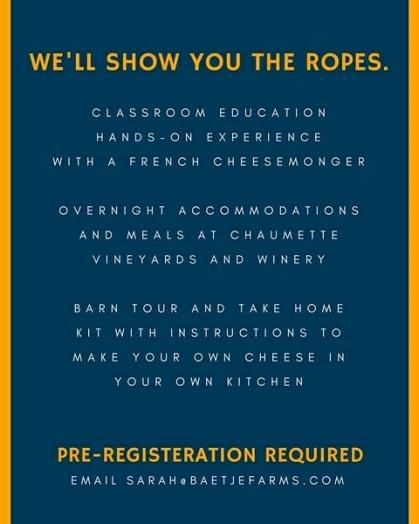 WE'LL SHOW YOU THE ROPES.
CLASSROOM EDUCATION
HANDS-ON EXPERIENCE
WITH A FRENCH CHEESEMONGER
OVERNIGHT ACCOMMODATIONS
AND MEALS AT CHAUMETTE
VINEYARDS AND WINERY
BARN TOUR AND TAKE HOME
KIT WITH INSTRUCTIONS TO
MAKE YOUR OWN CHEESE IN
YOUR OWN KITCHEN
PRE-REGISTERATION REQUIRED
EMAIL SARAH@BAETJEFARMS.COM